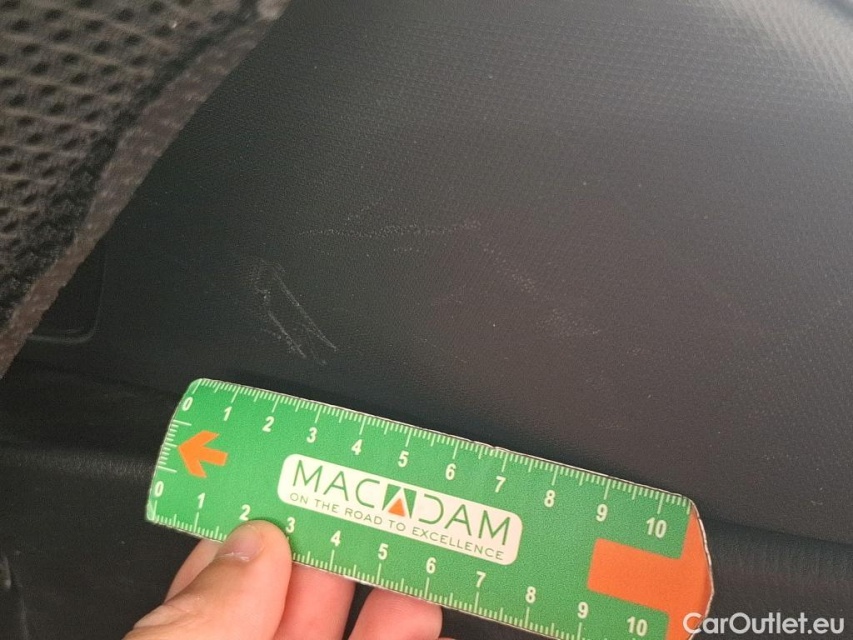 0 1 2 3 4 5 6 7 8 9 10
MACADAM
ON THE ROAD TO EXCELLENCE
0 1 2 3 4 5 6 7 8 9 10
CarOutlet.eu